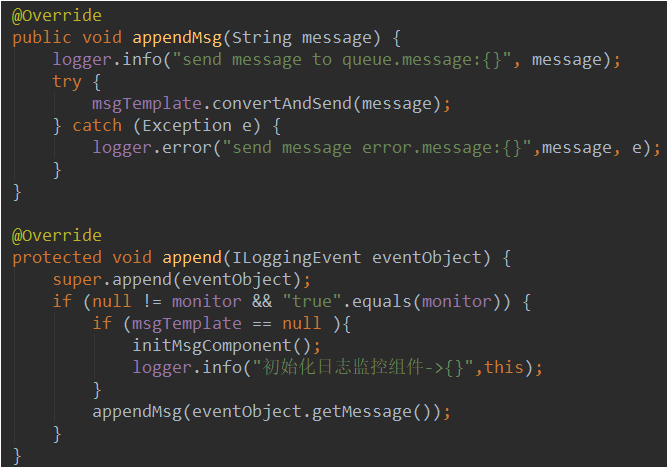 @Override
public void appendMsg(String message) {
    logger.info("send message to queue.message:{}", message);
    try {
        msgTemplate.convertAndSend(message);
    } catch (Exception e) {
        logger.error("send message error.message:{}",message, e);
    }
}
@Override
protected void append(ILoggingEvent eventObject) {
    super.append(eventObject);
    if (null != monitor && "true".equals(monitor)) {
        if (msgTemplate == null ){
            initMsgComponent();
            logger.info("初始化日志监控组件->{}",this);
        }
        appendMsg(eventObject.getMessage());
    }
}